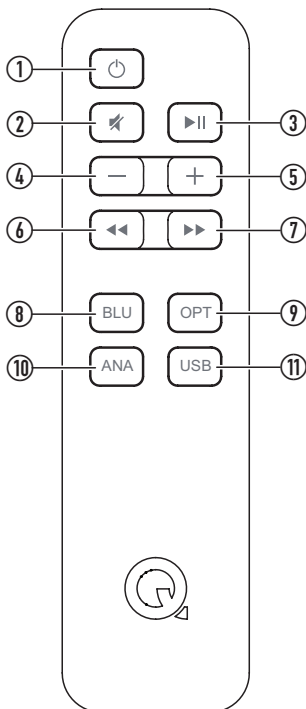 ①
② ③
④ − + ⑤
⑥ ⑦
⑧ BLU OPT ⑨
⑩ ANA USB ⑪